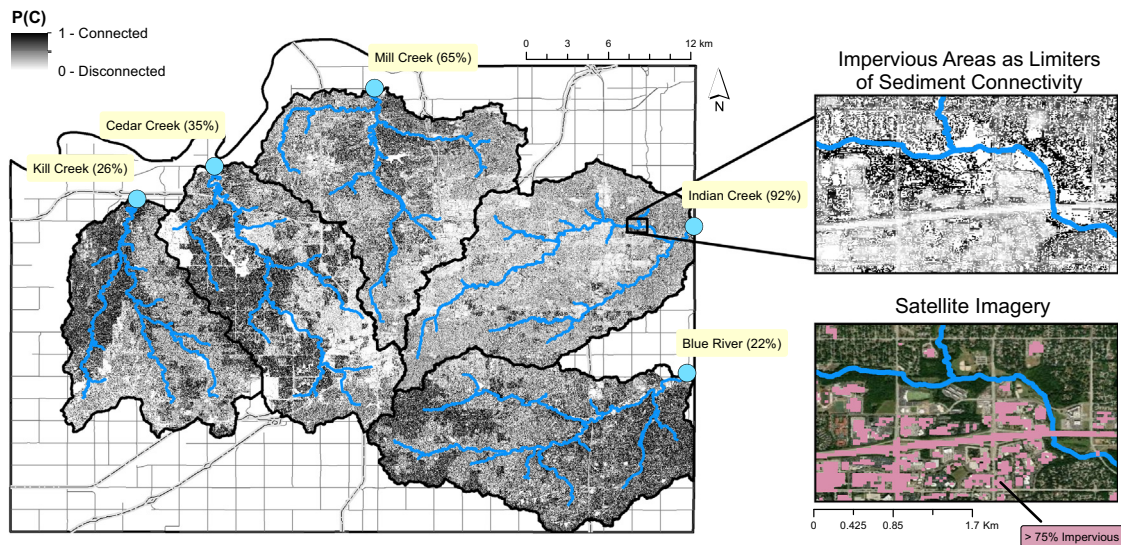 P(C)
1 - Connected
0 - Disconnected
Mill Creek (65%)
0 3 6 12 km
N
Impervious Areas as Limiters
of Sediment Connectivity
Cedar Creek (35%)
Kill Creek (26%)
Indian Creek (92%)
Satellite Imagery
Blue River (22%)
0 0.425 0.85 1.7 Km
> 75% Impervious